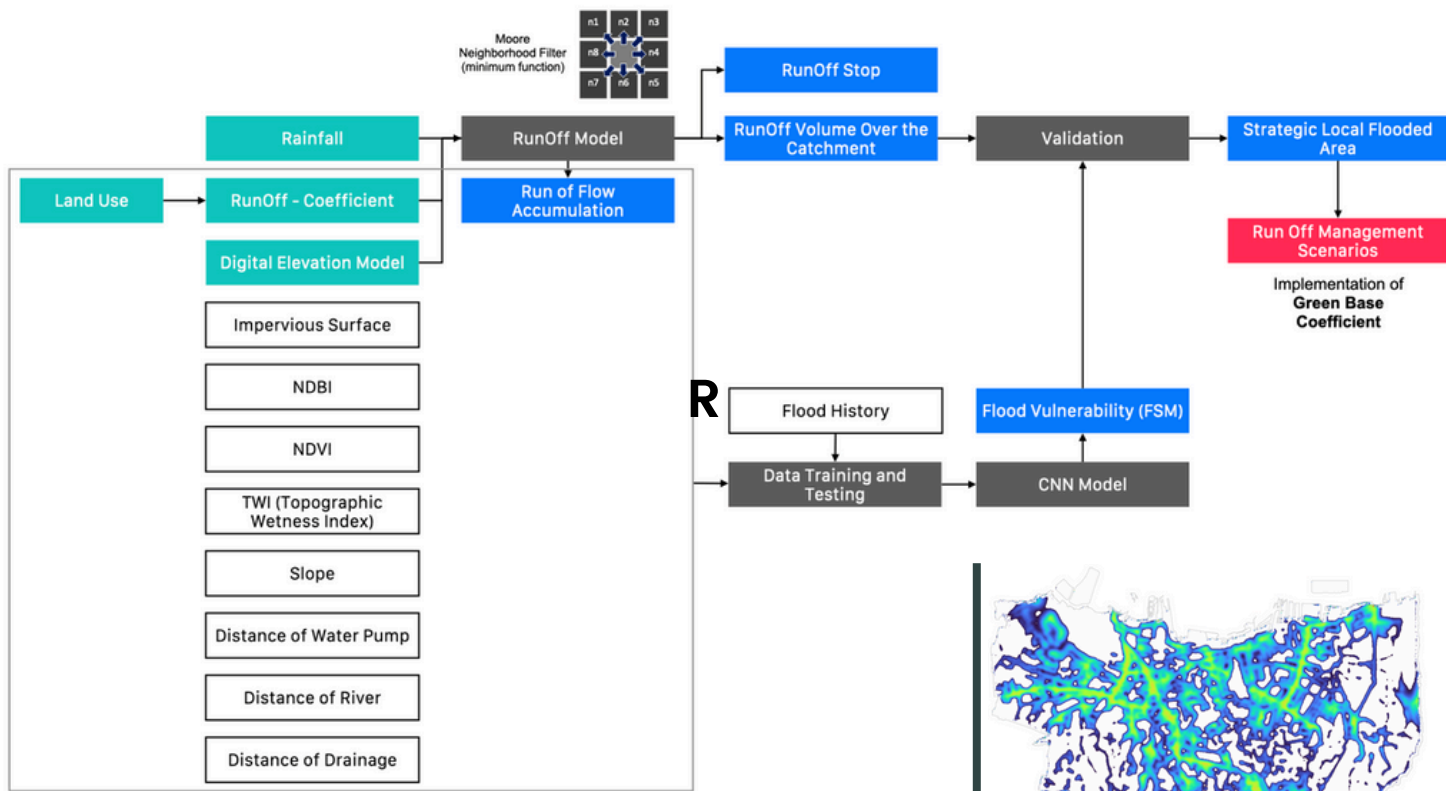 Moore
Neighborhood Filter
(minimum function)
n1 n2 n3
n8 n4
n7 n6 n5
RunOff Stop
Rainfall
RunOff Model
RunOff Volume Over the
Catchment
Validation
Strategic Local Flooded
Area
Land Use
RunOff - Coefficient
Run of Flow
Accumulation
Run Off Management
Scenarios
Digital Elevation Model
Implementation of
Green Base
Coefficient
Impervious Surface
NDBI
R
Flood History
Flood Vulnerability (FSM)
NDVI
Data Training and
Testing
CNN Model
TWI (Topographic
Wetness Index)
Slope
Distance of Water Pump
Distance of River
Distance of Drainage